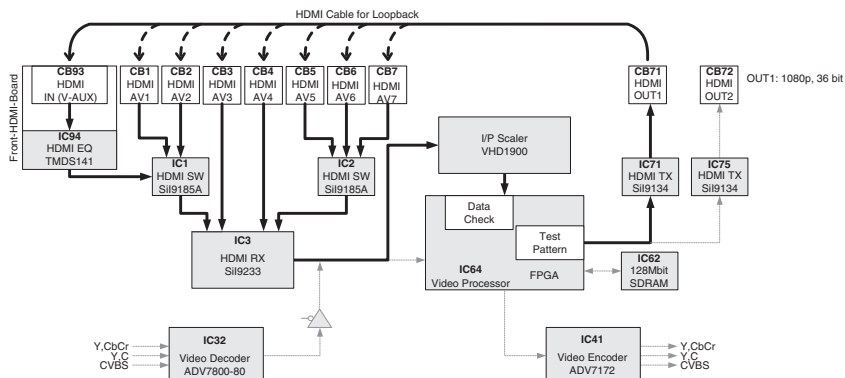 HDMI Cable for Loopback
Front-HDMI-Board
CB93
HDMI
IN (V-AUX)
CB1
HDMI
AV1
CB2
HDMI
AV2
CB3
HDMI
AV3
CB4
HDMI
AV4
CB5
HDMI
AV5
CB6
HDMI
AV6
CB7
HDMI
AV7
CB71
HDMI
OUT1
CB72
HDMI
OUT2
OUT1: 1080p, 36 bit
IC94
HDMI EQ
TMDS141
IC1
HDMI SW
SiI9185A
IC2
HDMI SW
SiI9185A
I/P Scaler
VHD1900
IC71
HDMI TX
SiI9134
IC75
HDMI TX
SiI9134
Data
Check
Test
Pattern
IC3
HDMI RX
SiI9233
IC64
Video Processor
FPGA
IC62
128Mbit
SDRAM
Y,CbCr
Y,C
CVBS
IC32
Video Decoder
ADV7800-80
IC41
Video Encoder
ADV7172
Y,CbCr
Y,C
CVBS